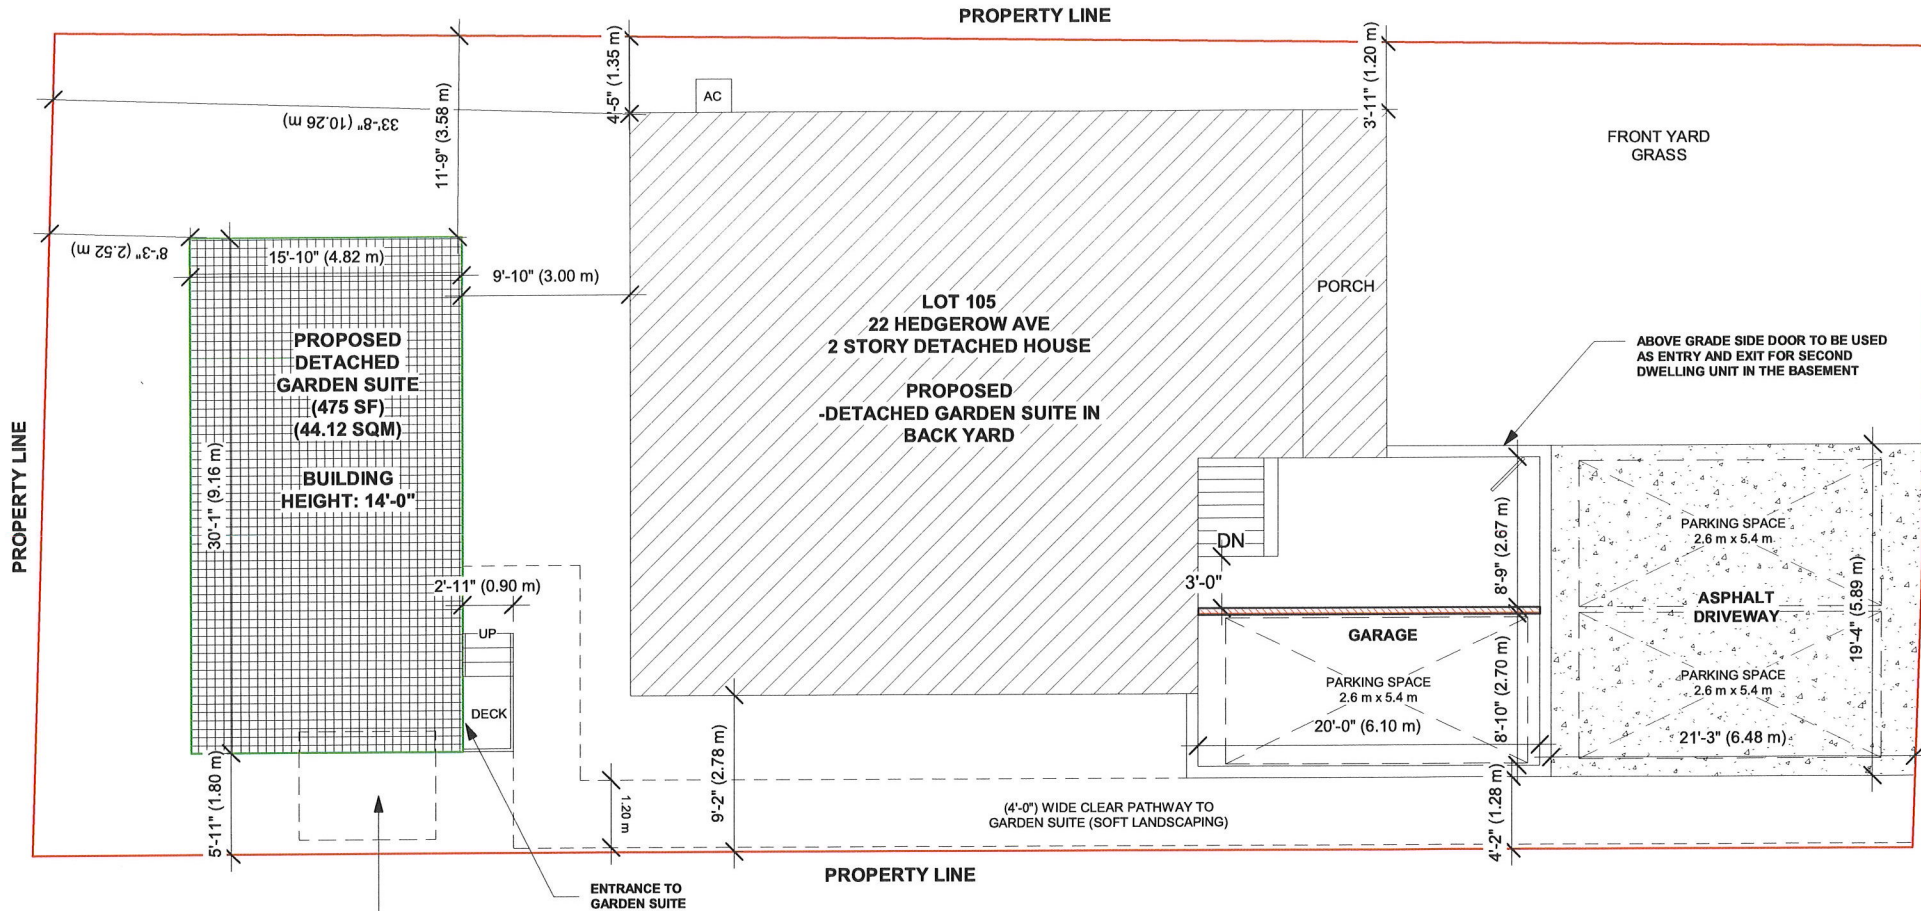 PROPERTY LINE
4'-5" (1.35 m)
3'-11" (1.20 m)
AC
33'-8" (10.26 m)
11'-9" (3.58 m)
FRONT YARD
GRASS
8'-3" (2.52 m)
15'-10" (4.82 m)
9'-10" (3.00 m)
PORCH
LOT 105
22 HEDGEROW AVE
2 STORY DETACHED HOUSE
PROPOSED
-DETACHED GARDEN SUITE IN
BACK YARD
PROPOSED
DETACHED
GARDEN SUITE
(475 SF)
(44.12 SQM)
BUILDING
HEIGHT: 14'-0"
ABOVE GRADE SIDE DOOR TO BE USED
AS ENTRY AND EXIT FOR SECOND
DWELLING UNIT IN THE BASEMENT
PROPERTY LINE
30'-1" (9.16 m)
DN
3'-0"
8'-9" (2.67 m)
PARKING SPACE
2.6 m x 5.4 m
2'-11" (0.90 m)
ASPHALT
DRIVEWAY
19'-4" (5.89 m)
UP
GARAGE
PARKING SPACE
2.6 m x 5.4 m
PARKING SPACE
2.6 m x 5.4 m
DECK
20'-0" (6.10 m)
8'-10" (2.70 m)
21'-3" (6.48 m)
5'-11" (1.80 m)
1.20 m
9'-2" (2.78 m)
(4'-0") WIDE CLEAR PATHWAY TO
GARDEN SUITE (SOFT LANDSCAPING)
4'-2" (1.28 m)
PROPERTY LINE
ENTRANCE TO
GARDEN SUITE